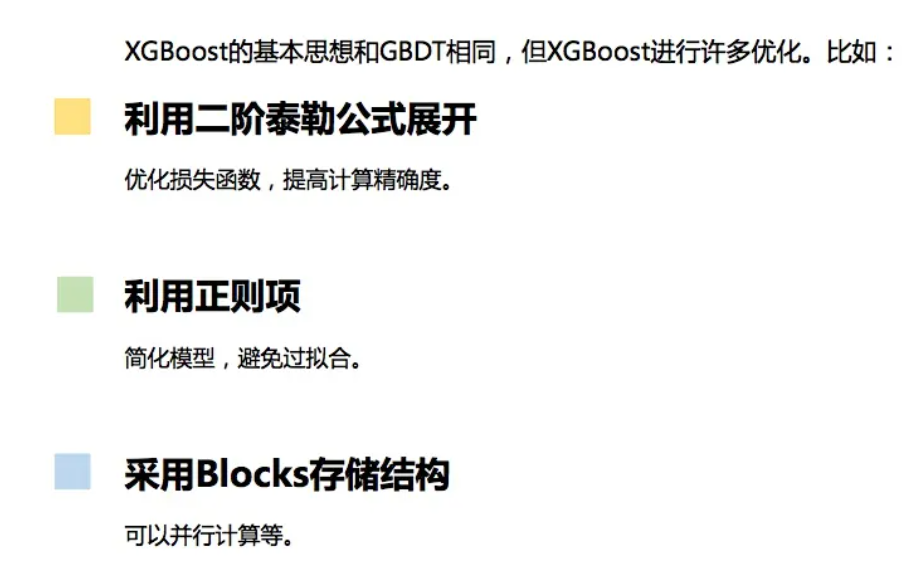 XGBoost的基本思想和GBDT相同，但XGBoost进行许多优化。比如：
利用二阶泰勒公式展开
优化损失函数，提高计算精确度。
利用正则项
简化模型，避免过拟合。
采用Blocks存储结构
可以并行计算等。